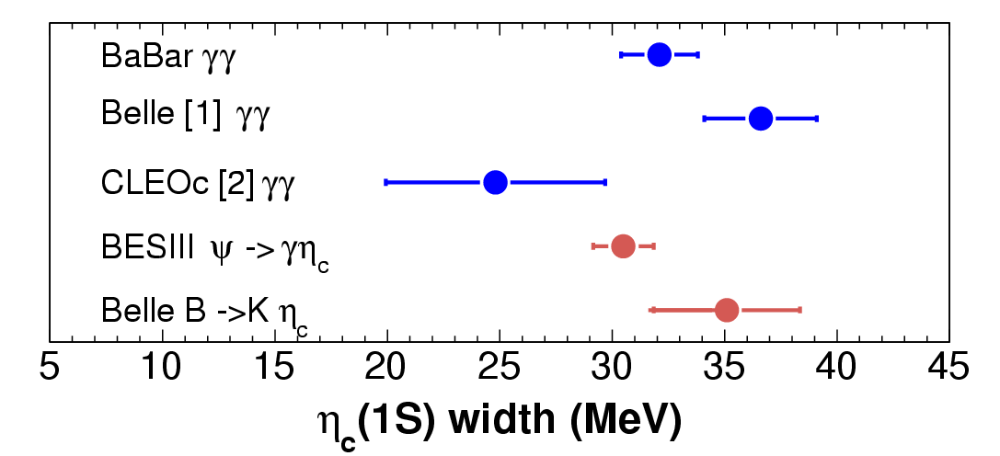 BaBar γγ
Belle [1] γγ
CLEOc [2] γγ
BESIII ψ -> γη_c
Belle B ->K η_c
5 10 15 20 25 30 35 40 45
η_c(1S) width (MeV)